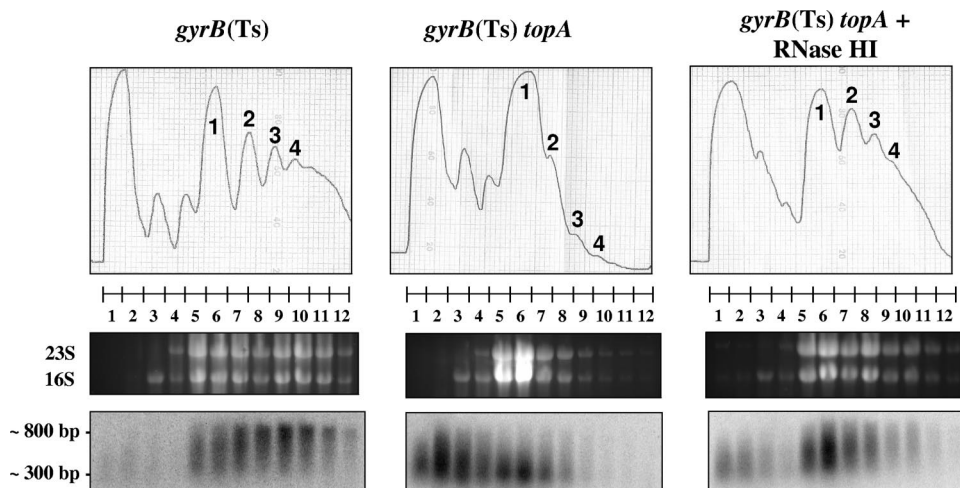 gyrB(Ts)
gyrB(Ts) topA
gyrB(Ts) topA +
RNase HI
1 2 3 4
1 2 3 4
1 2 3 4
1 2 3 4 5 6 7 8 9 10 11 12
1 2 3 4 5 6 7 8 9 10 11 12
1 2 3 4 5 6 7 8 9 10 11 12
23S
16S
~ 800 bp -
~ 300 bp -